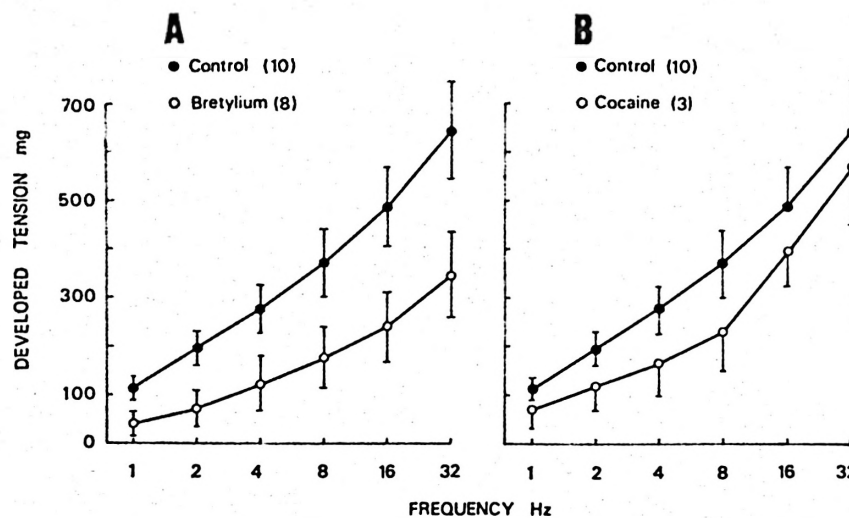 A
● Control (10)
○ Bretylium (8)
B
● Control (10)
○ Cocaine (3)
DEVELOPED TENSION mg
700
500
300
100
0
1 2 4 8 16 32
1 2 4 8 16 32
FREQUENCY Hz